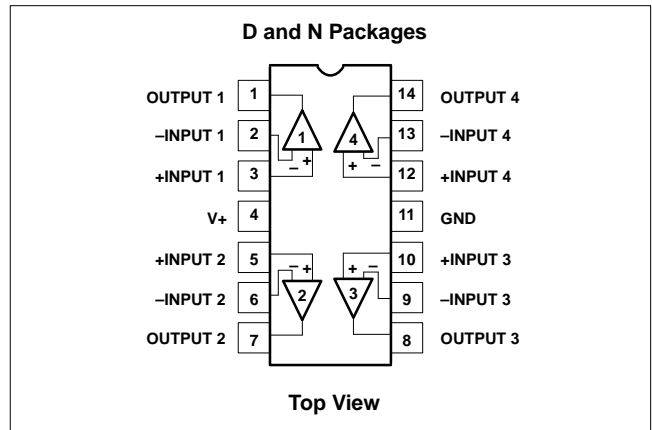 D and N Packages
OUTPUT 1 1 14 OUTPUT 4
–INPUT 1 2 1 4 13 –INPUT 4
– + + –
+INPUT 1 3 12 +INPUT 4
V+ 4 11 GND
+INPUT 2 5 10 +INPUT 3
– + + –
–INPUT 2 6 2 3 9 –INPUT 3
OUTPUT 2 7 8 OUTPUT 3
Top View